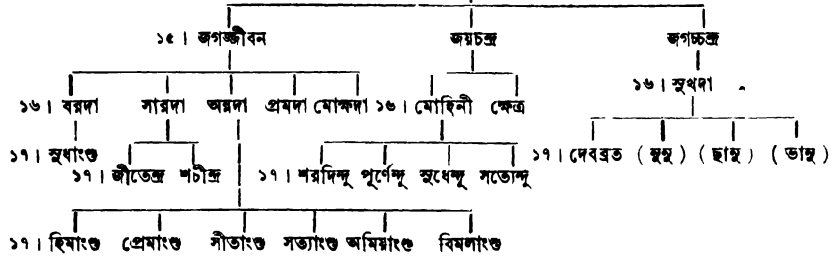 ১৫। জগজ্জীবন জয়চন্দ্র জগচ্চন্দ্র
১৬। সুখদা
১৬। বরদা সারদা অন্নদা প্রমদা মোক্ষদা ১৬। মোহিনী ক্ষেত্র
১৭। সুধাংশু ১৭। শরদিন্দু পূর্ণেন্দু সুধেন্দু সত্যেন্দু ১৭। দেবব্রত (মুনু) (ছানু) (ভানু)
১৭। জীতেন্দ্র শচীন্দ্র
১৭। হিমাংশু প্রেমাংশু সীতাংশু সত্যাংশু অমিয়াংশু বিমলাংশু